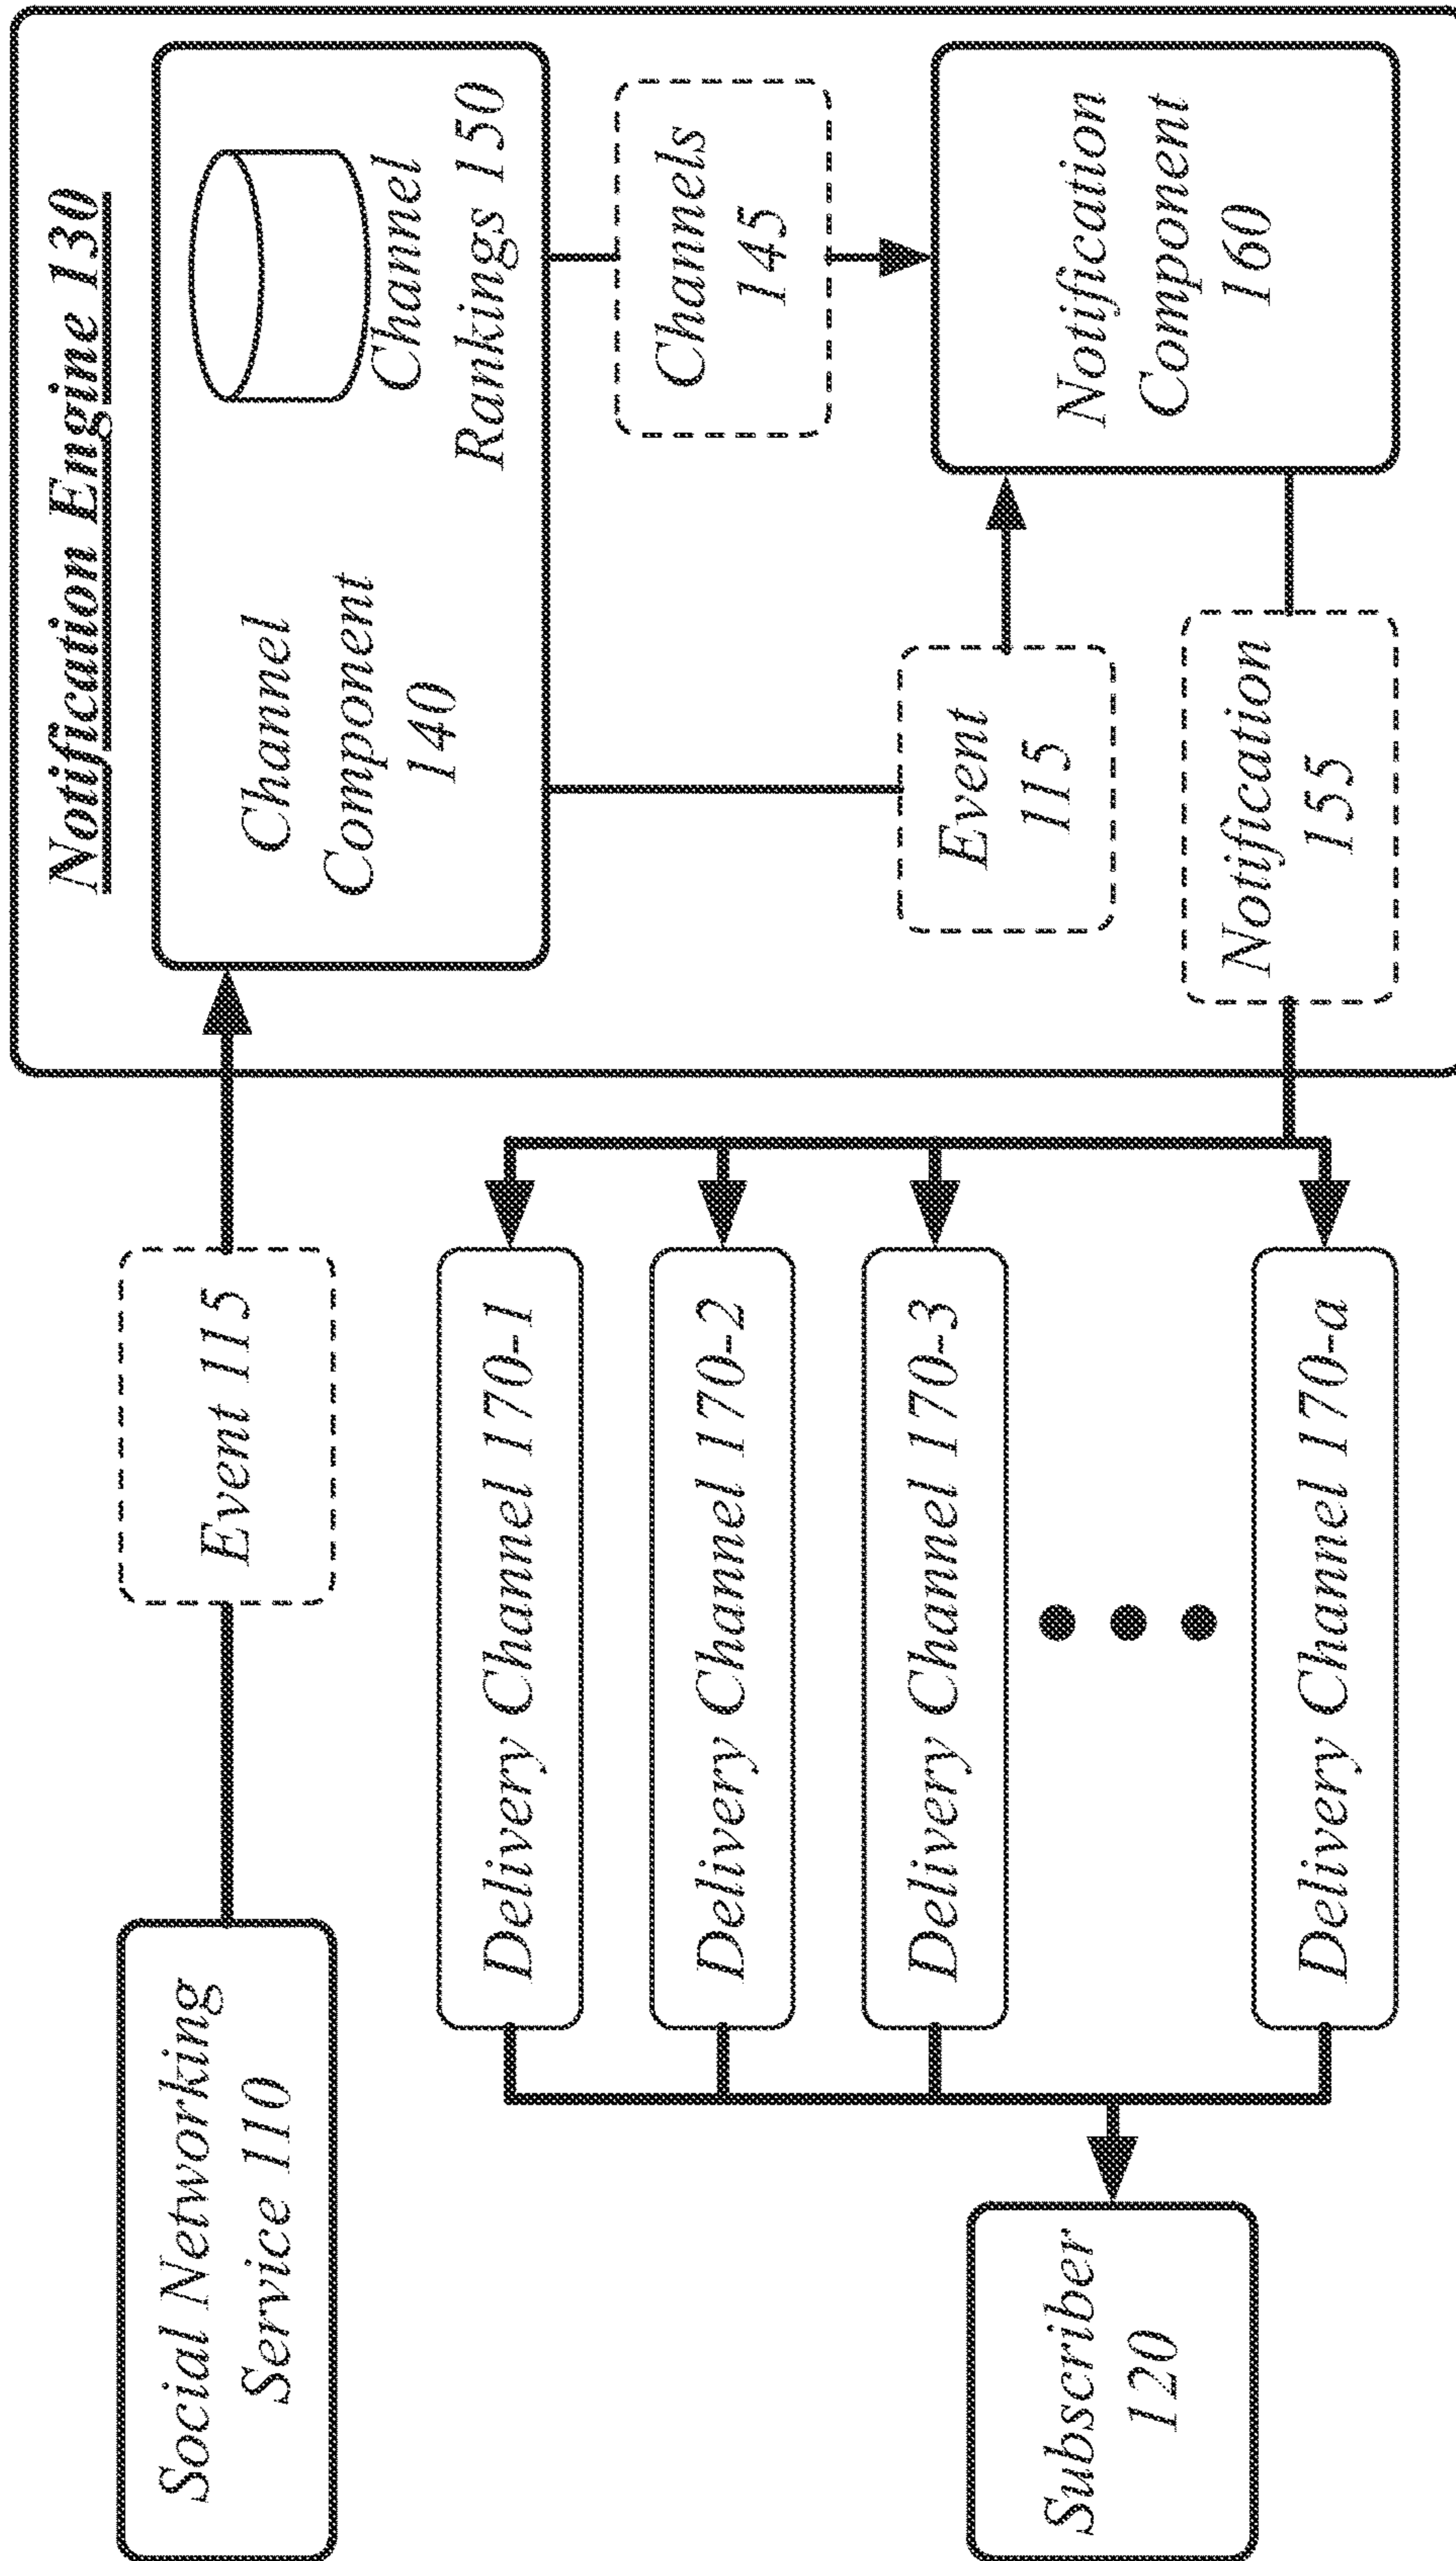 Notification Engine 130
Social Networking
Service 110
Event 115
Channel
Component
140
Channel
Rankings 150
Channels
145
Delivery Channel 170-1
Delivery Channel 170-2
Delivery Channel 170-3
Delivery Channel 170-a
Event
115
Notification
Component
160
Notification
155
Subscriber
120